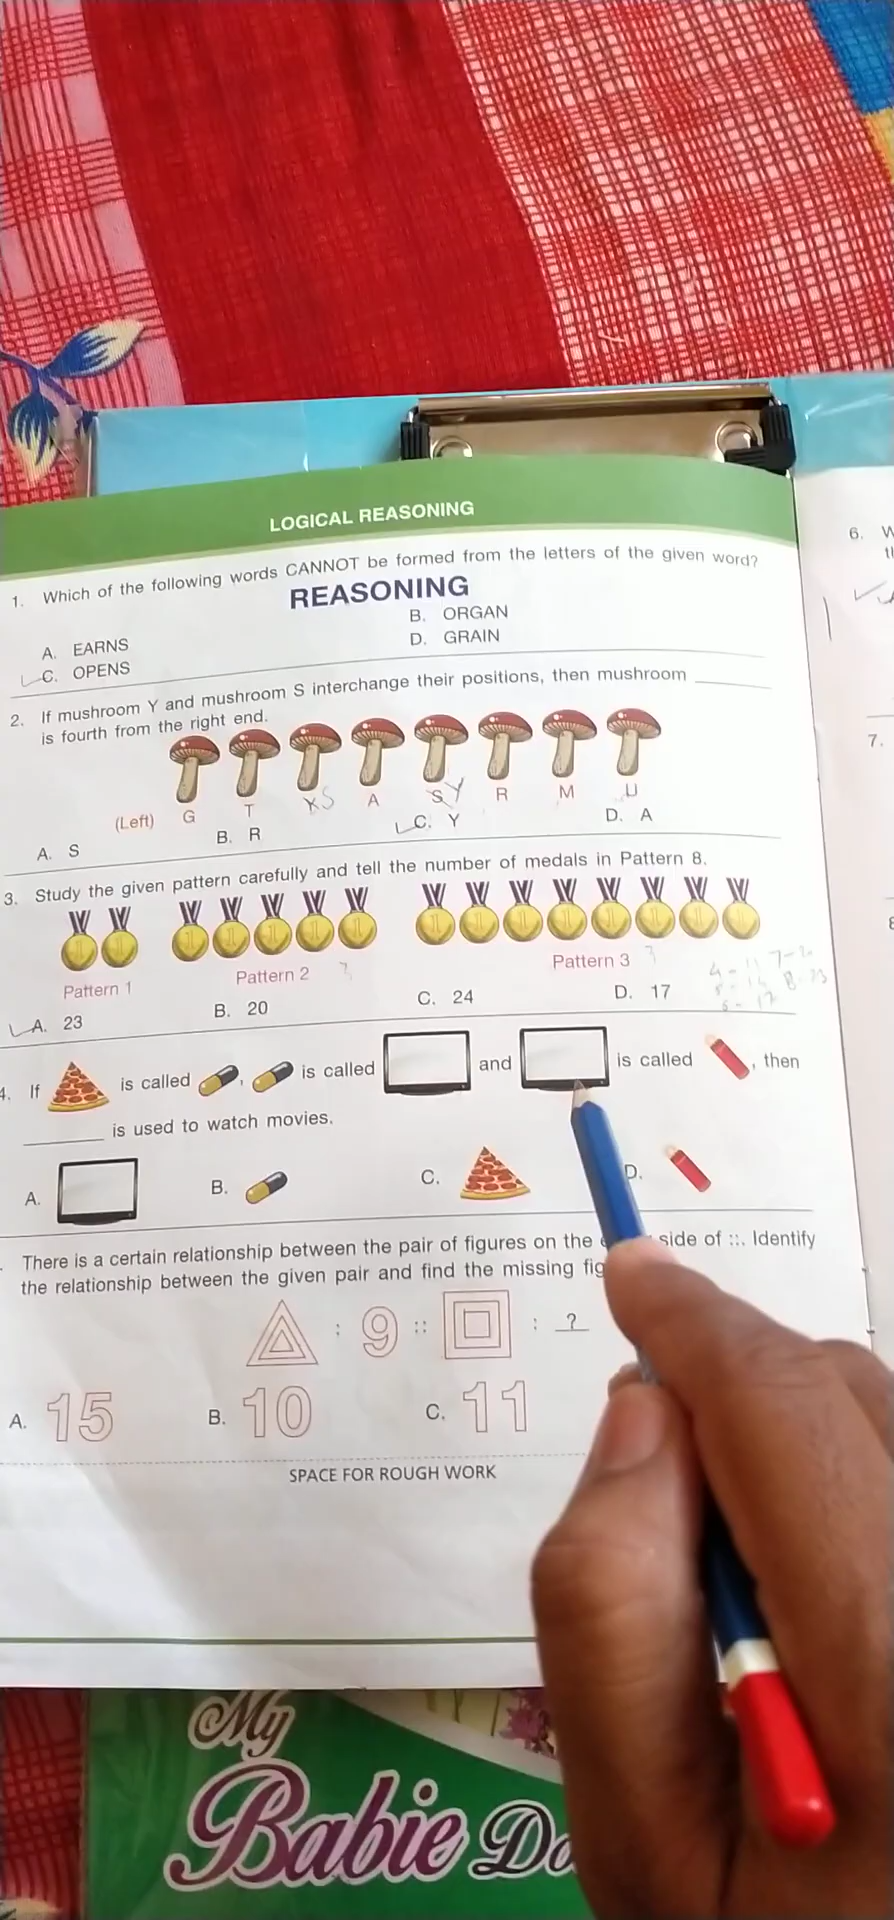 LOGICAL REASONING
1. Which of the following words CANNOT be formed from the letters of the given word?
REASONING
A. EARNS
B. ORGAN
C. OPENS
D. GRAIN
2. If mushroom Y and mushroom S interchange their positions, then mushroom ______
is fourth from the right end.
(Left) G T Y S A S Y R M U
A. S
B. R
C. Y
D. A
3. Study the given pattern carefully and tell the number of medals in Pattern 8.
Pattern 1
Pattern 2
Pattern 3
A. 23
B. 20
C. 24
D. 17
4. If is called , is called and is called , then
______ is used to watch movies.
A.
B.
C.
D.
There is a certain relationship between the pair of figures on the side of ::. Identify
the relationship between the given pair and find the missing
: 9 :: : ?
A. 15
B. 10
C. 11
SPACE FOR ROUGH WORK
6.
7.
My
Babie